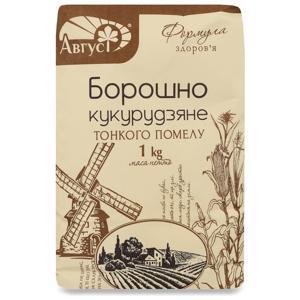 Август
Формула
здоров'я
Борошно
кукурудзяне
ТОНКОГО ПОМЕЛУ
1 kg
маса нетто